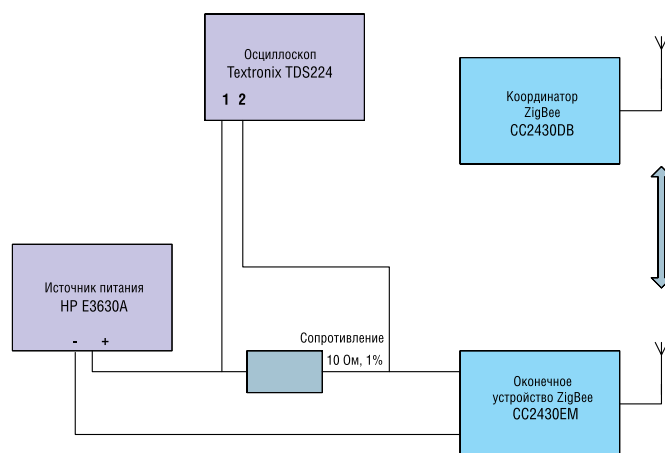 Осциллоскоп
Textronix TDS224
1 2
Координатор
ZigBee
CC2430DB
Источник питания
HP E3630A
- +
Сопротивление
10 Ом, 1%
Оконечное
устройство ZigBee
CC2430EM